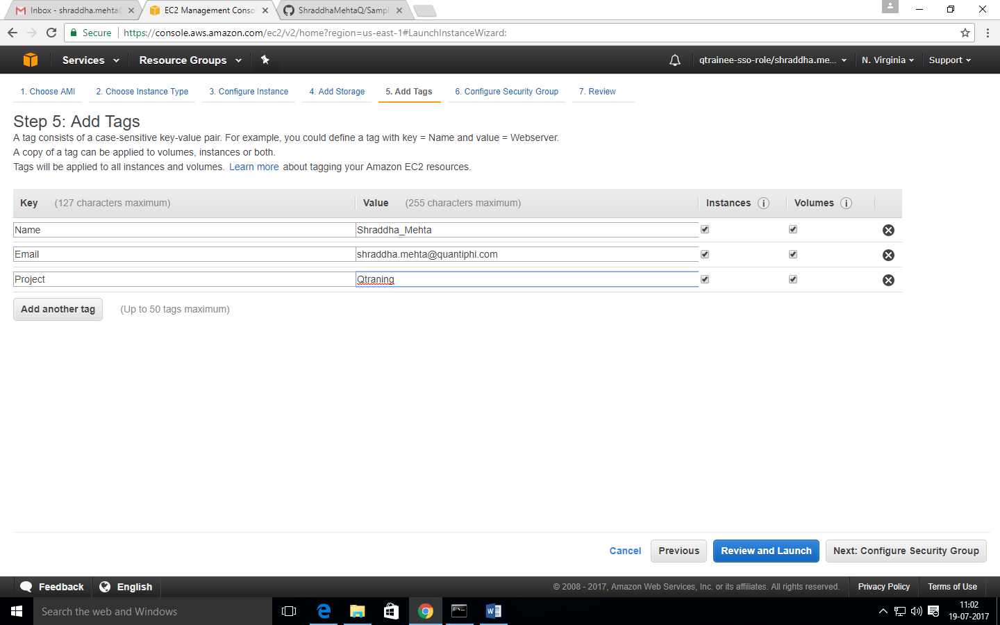 Inbox - shraddha.mehta
EC2 Management Conso
ShraddhaMehtaQ/Samp
Secure https://console.aws.amazon.com/ec2/v2/home?region=us-east-1#LaunchInstanceWizard:
Services Resource Groups qtrainee-sso-role/shraddha.me... N. Virginia Support
1. Choose AMI 2. Choose Instance Type 3. Configure Instance 4. Add Storage 5. Add Tags 6. Configure Security Group 7. Review
Step 5: Add Tags
A tag consists of a case-sensitive key-value pair. For example, you could define a tag with key = Name and value = Webserver.
A copy of a tag can be applied to volumes, instances or both.
Tags will be applied to all instances and volumes. Learn more about tagging your Amazon EC2 resources.
Key (127 characters maximum) Value (255 characters maximum) Instances i Volumes i
Name Shraddha_Mehta
Email shraddha.mehta@quantiphi.com
Project Qtraning
Add another tag (Up to 50 tags maximum)
Cancel Previous Review and Launch Next: Configure Security Group
Feedback English © 2008 - 2017, Amazon Web Services, Inc. or its affiliates. All rights reserved. Privacy Policy Terms of Use
Search the web and Windows
11:02
19-07-2017